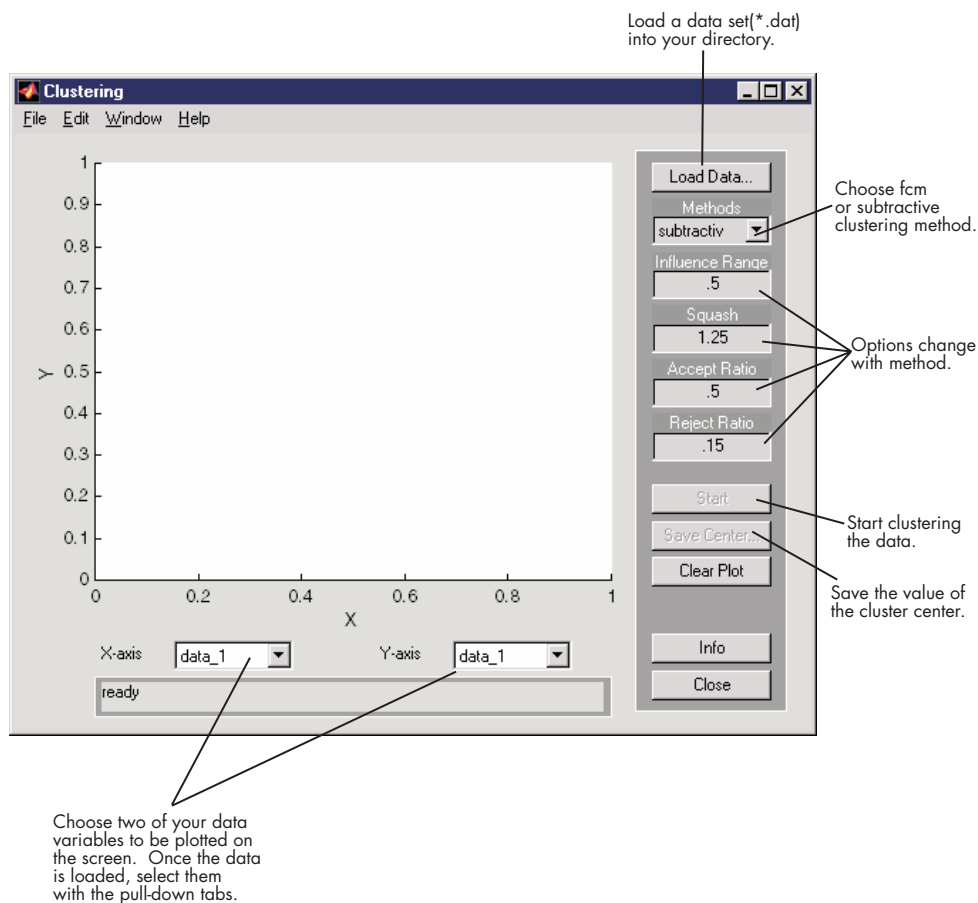 Load a data set(*.dat)
into your directory.
Clustering
File Edit Window Help
Load Data...
Methods
subtractiv
Choose fcm
or subtractive
clustering method.
Influence Range
.5
Squash
1.25
Accept Ratio
.5
Reject Ratio
.15
Options change
with method.
Start
Start clustering
the data.
Save Center...
Save the value of
the cluster center.
Clear Plot
Info
Close
1
0.9
0.8
0.7
0.6
0.5
0.4
0.3
0.2
0.1
0
Y
0 0.2 0.4 0.6 0.8 1
X
X-axis data_1 Y-axis data_1
ready
Choose two of your data
variables to be plotted on
the screen. Once the data
is loaded, select them
with the pull-down tabs.